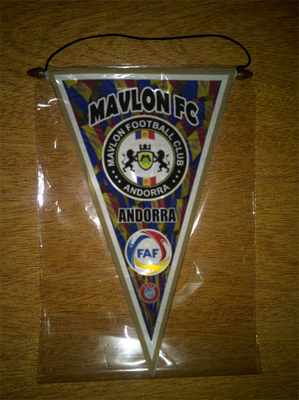 MAVLON FC
MAVLON FOOTBALL CLUB
ANDORRA
ANDORRA
FAF